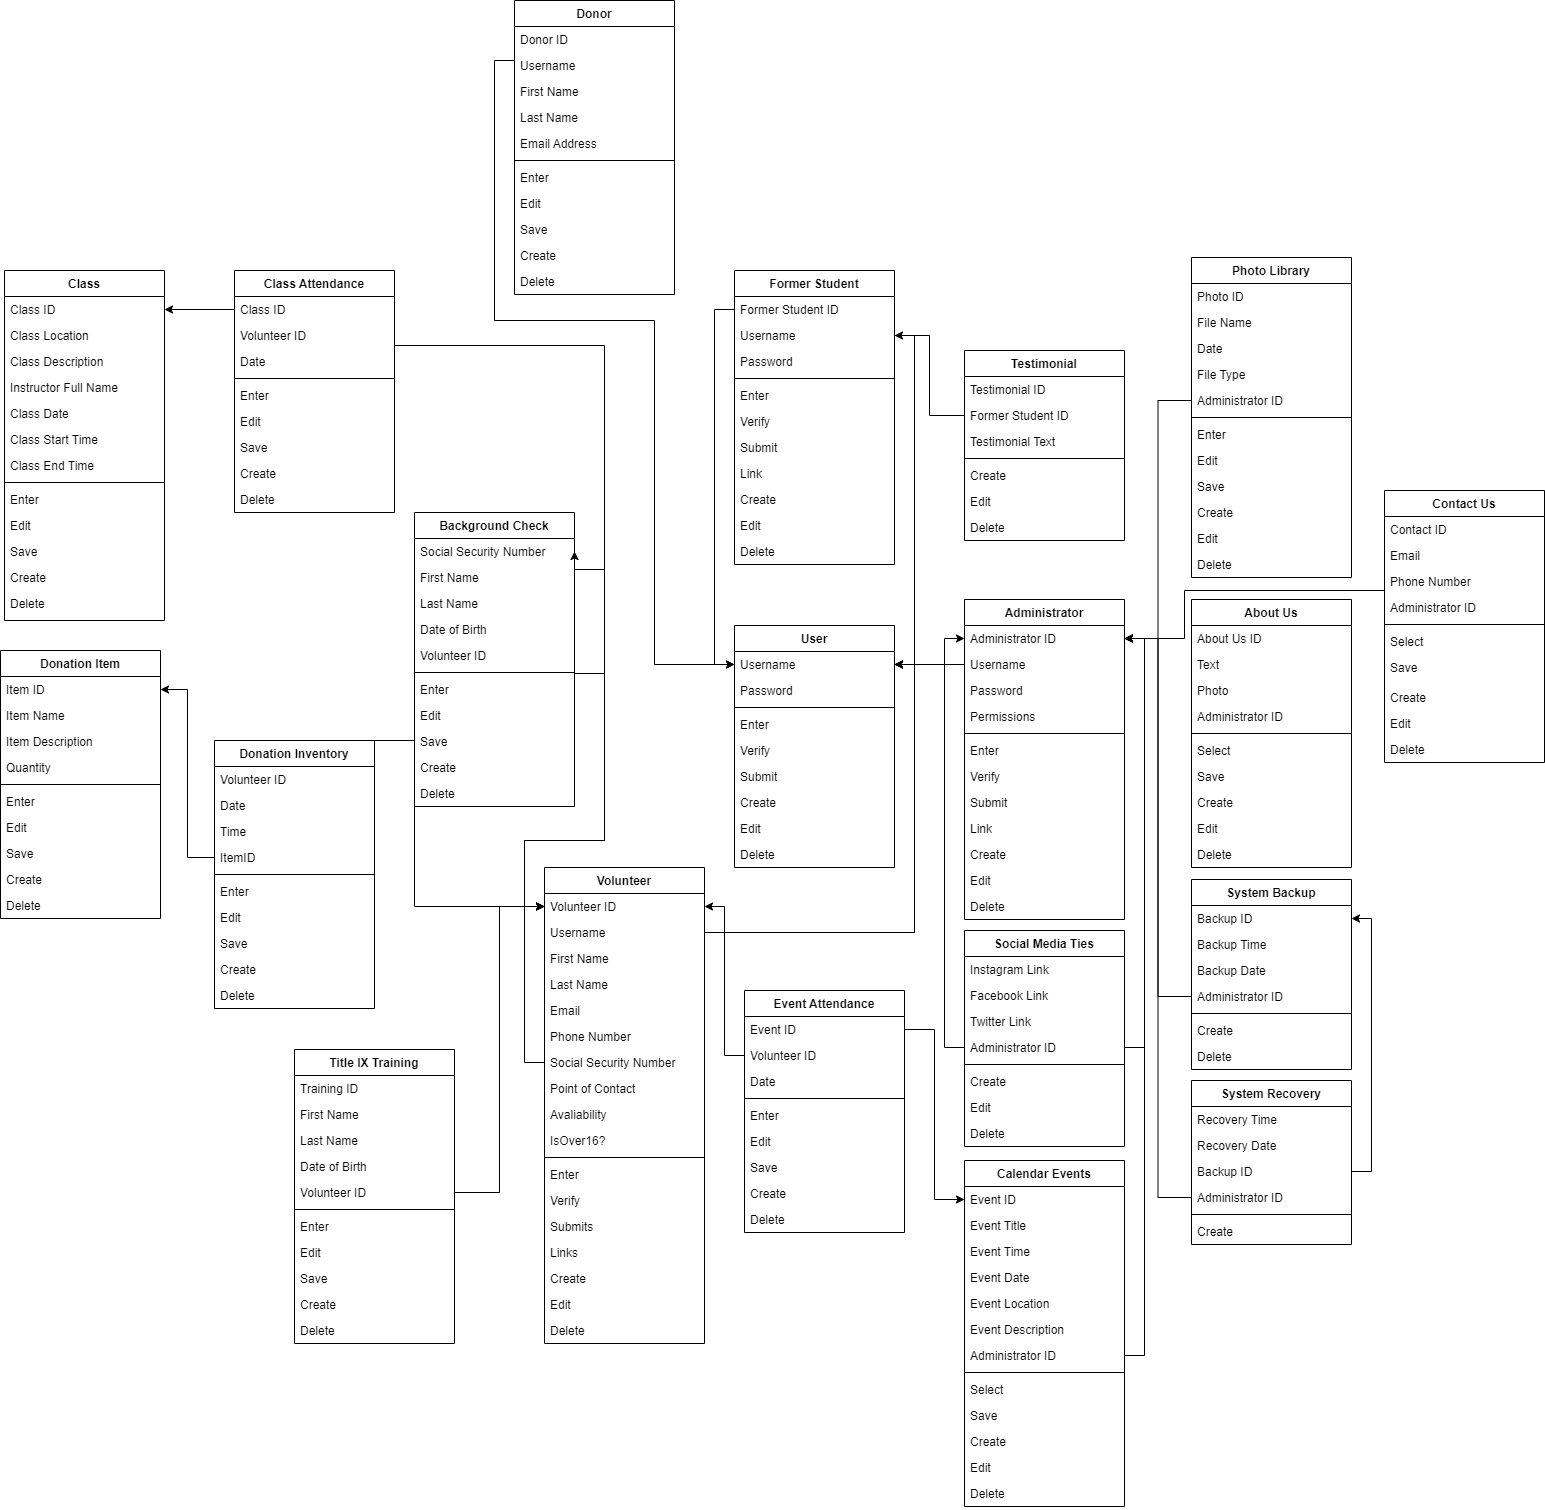 Donor
Donor ID
Username
First Name
Last Name
Email Address
Enter
Edit
Save
Create
Delete
Class
Class ID
Class Location
Class Description
Instructor Full Name
Class Date
Class Start Time
Class End Time
Enter
Edit
Save
Create
Delete
Class Attendance
Class ID
Volunteer ID
Date
Enter
Edit
Save
Create
Delete
Former Student
Former Student ID
Username
Password
Enter
Verify
Submit
Link
Create
Edit
Delete
Testimonial
Testimonial ID
Former Student ID
Testimonial Text
Create
Edit
Delete
Photo Library
Photo ID
File Name
Date
File Type
Administrator ID
Enter
Edit
Save
Create
Edit
Delete
Contact Us
Contact ID
Email
Phone Number
Administrator ID
Select
Save
Create
Edit
Delete
Background Check
Social Security Number
First Name
Last Name
Date of Birth
Volunteer ID
Enter
Edit
Save
Create
Delete
User
Username
Password
Enter
Verify
Submit
Create
Edit
Delete
Administrator
Administrator ID
Username
Password
Permissions
Enter
Verify
Submit
Link
Create
Edit
Delete
About Us
About Us ID
Text
Photo
Administrator ID
Select
Save
Create
Edit
Delete
Donation Item
Item ID
Item Name
Item Description
Quantity
Enter
Edit
Save
Create
Delete
Donation Inventory
Volunteer ID
Date
Time
ItemID
Enter
Edit
Save
Create
Delete
Volunteer
Volunteer ID
Username
First Name
Last Name
Email
Phone Number
Social Security Number
Point of Contact
Avaliability
IsOver16?
Enter
Verify
Submits
Links
Create
Edit
Delete
System Backup
Backup ID
Backup Time
Backup Date
Administrator ID
Create
Delete
Social Media Ties
Instagram Link
Facebook Link
Twitter Link
Administrator ID
Create
Edit
Delete
Event Attendance
Event ID
Volunteer ID
Date
Enter
Edit
Save
Create
Delete
Title IX Training
Training ID
First Name
Last Name
Date of Birth
Volunteer ID
Enter
Edit
Save
Create
Delete
System Recovery
Recovery Time
Recovery Date
Backup ID
Administrator ID
Create
Calendar Events
Event ID
Event Title
Event Time
Event Date
Event Location
Event Description
Administrator ID
Select
Save
Create
Edit
Delete